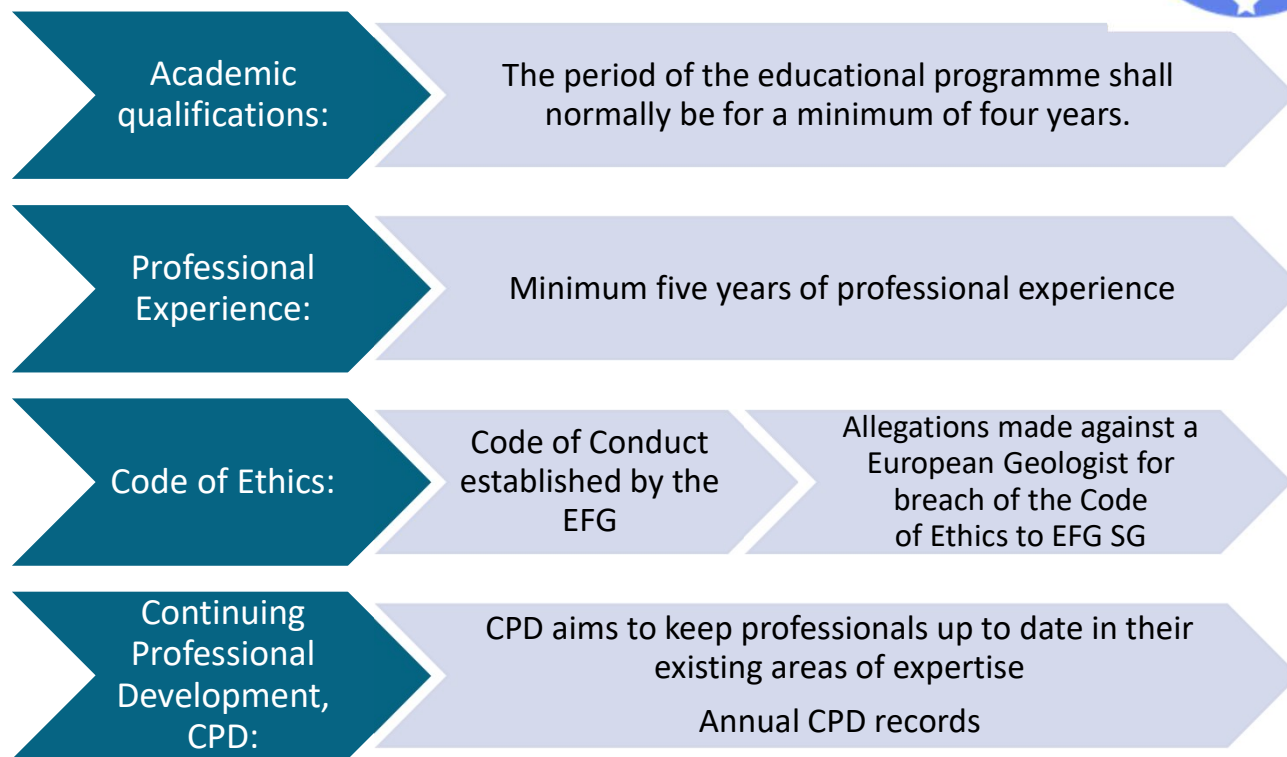 Academic
qualifications:
The period of the educational programme shall
normally be for a minimum of four years.
Professional
Experience:
Minimum five years of professional experience
Code of Ethics:
Code of Conduct
established by the
EFG
Allegations made against a
European Geologist for
breach of the Code
of Ethics to EFG SG
Continuing
Professional
Development,
CPD:
CPD aims to keep professionals up to date in their
existing areas of expertise
Annual CPD records